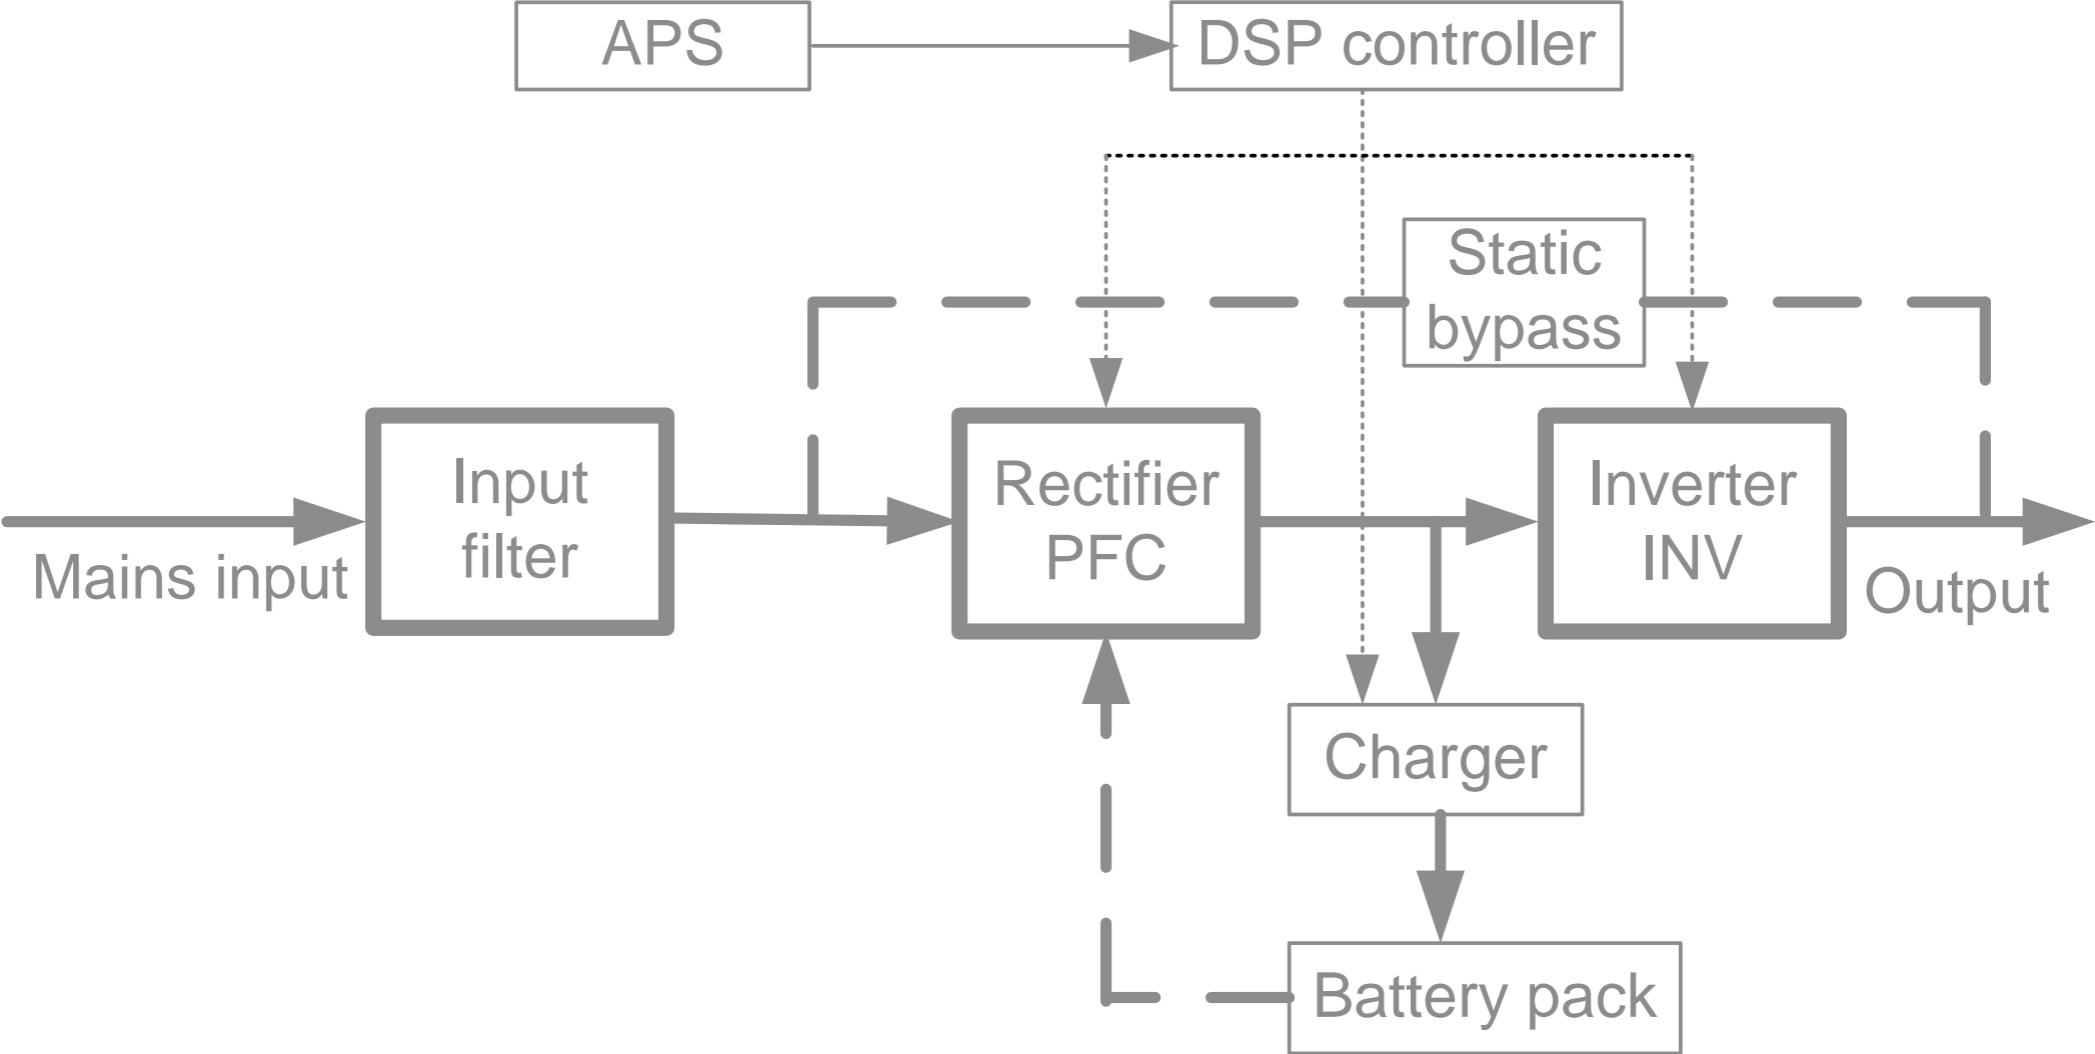 APS
DSP controller
Static
bypass
Input
filter
Rectifier
PFC
Inverter
INV
Mains input
Output
Charger
Battery pack